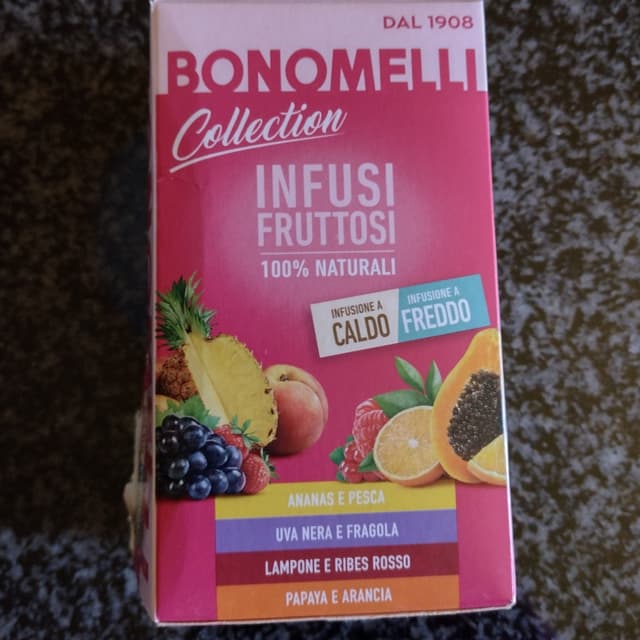 DAL 1908
BONOMELLI
Collection
INFUSI
FRUTTOSI
100% NATURALI
INFUSIONE A
CALDO
INFUSIONE A
FREDDO
ANANAS E PESCA
UVA NERA E FRAGOLA
LAMPONE E RIBES ROSSO
PAPAYA E ARANCIA